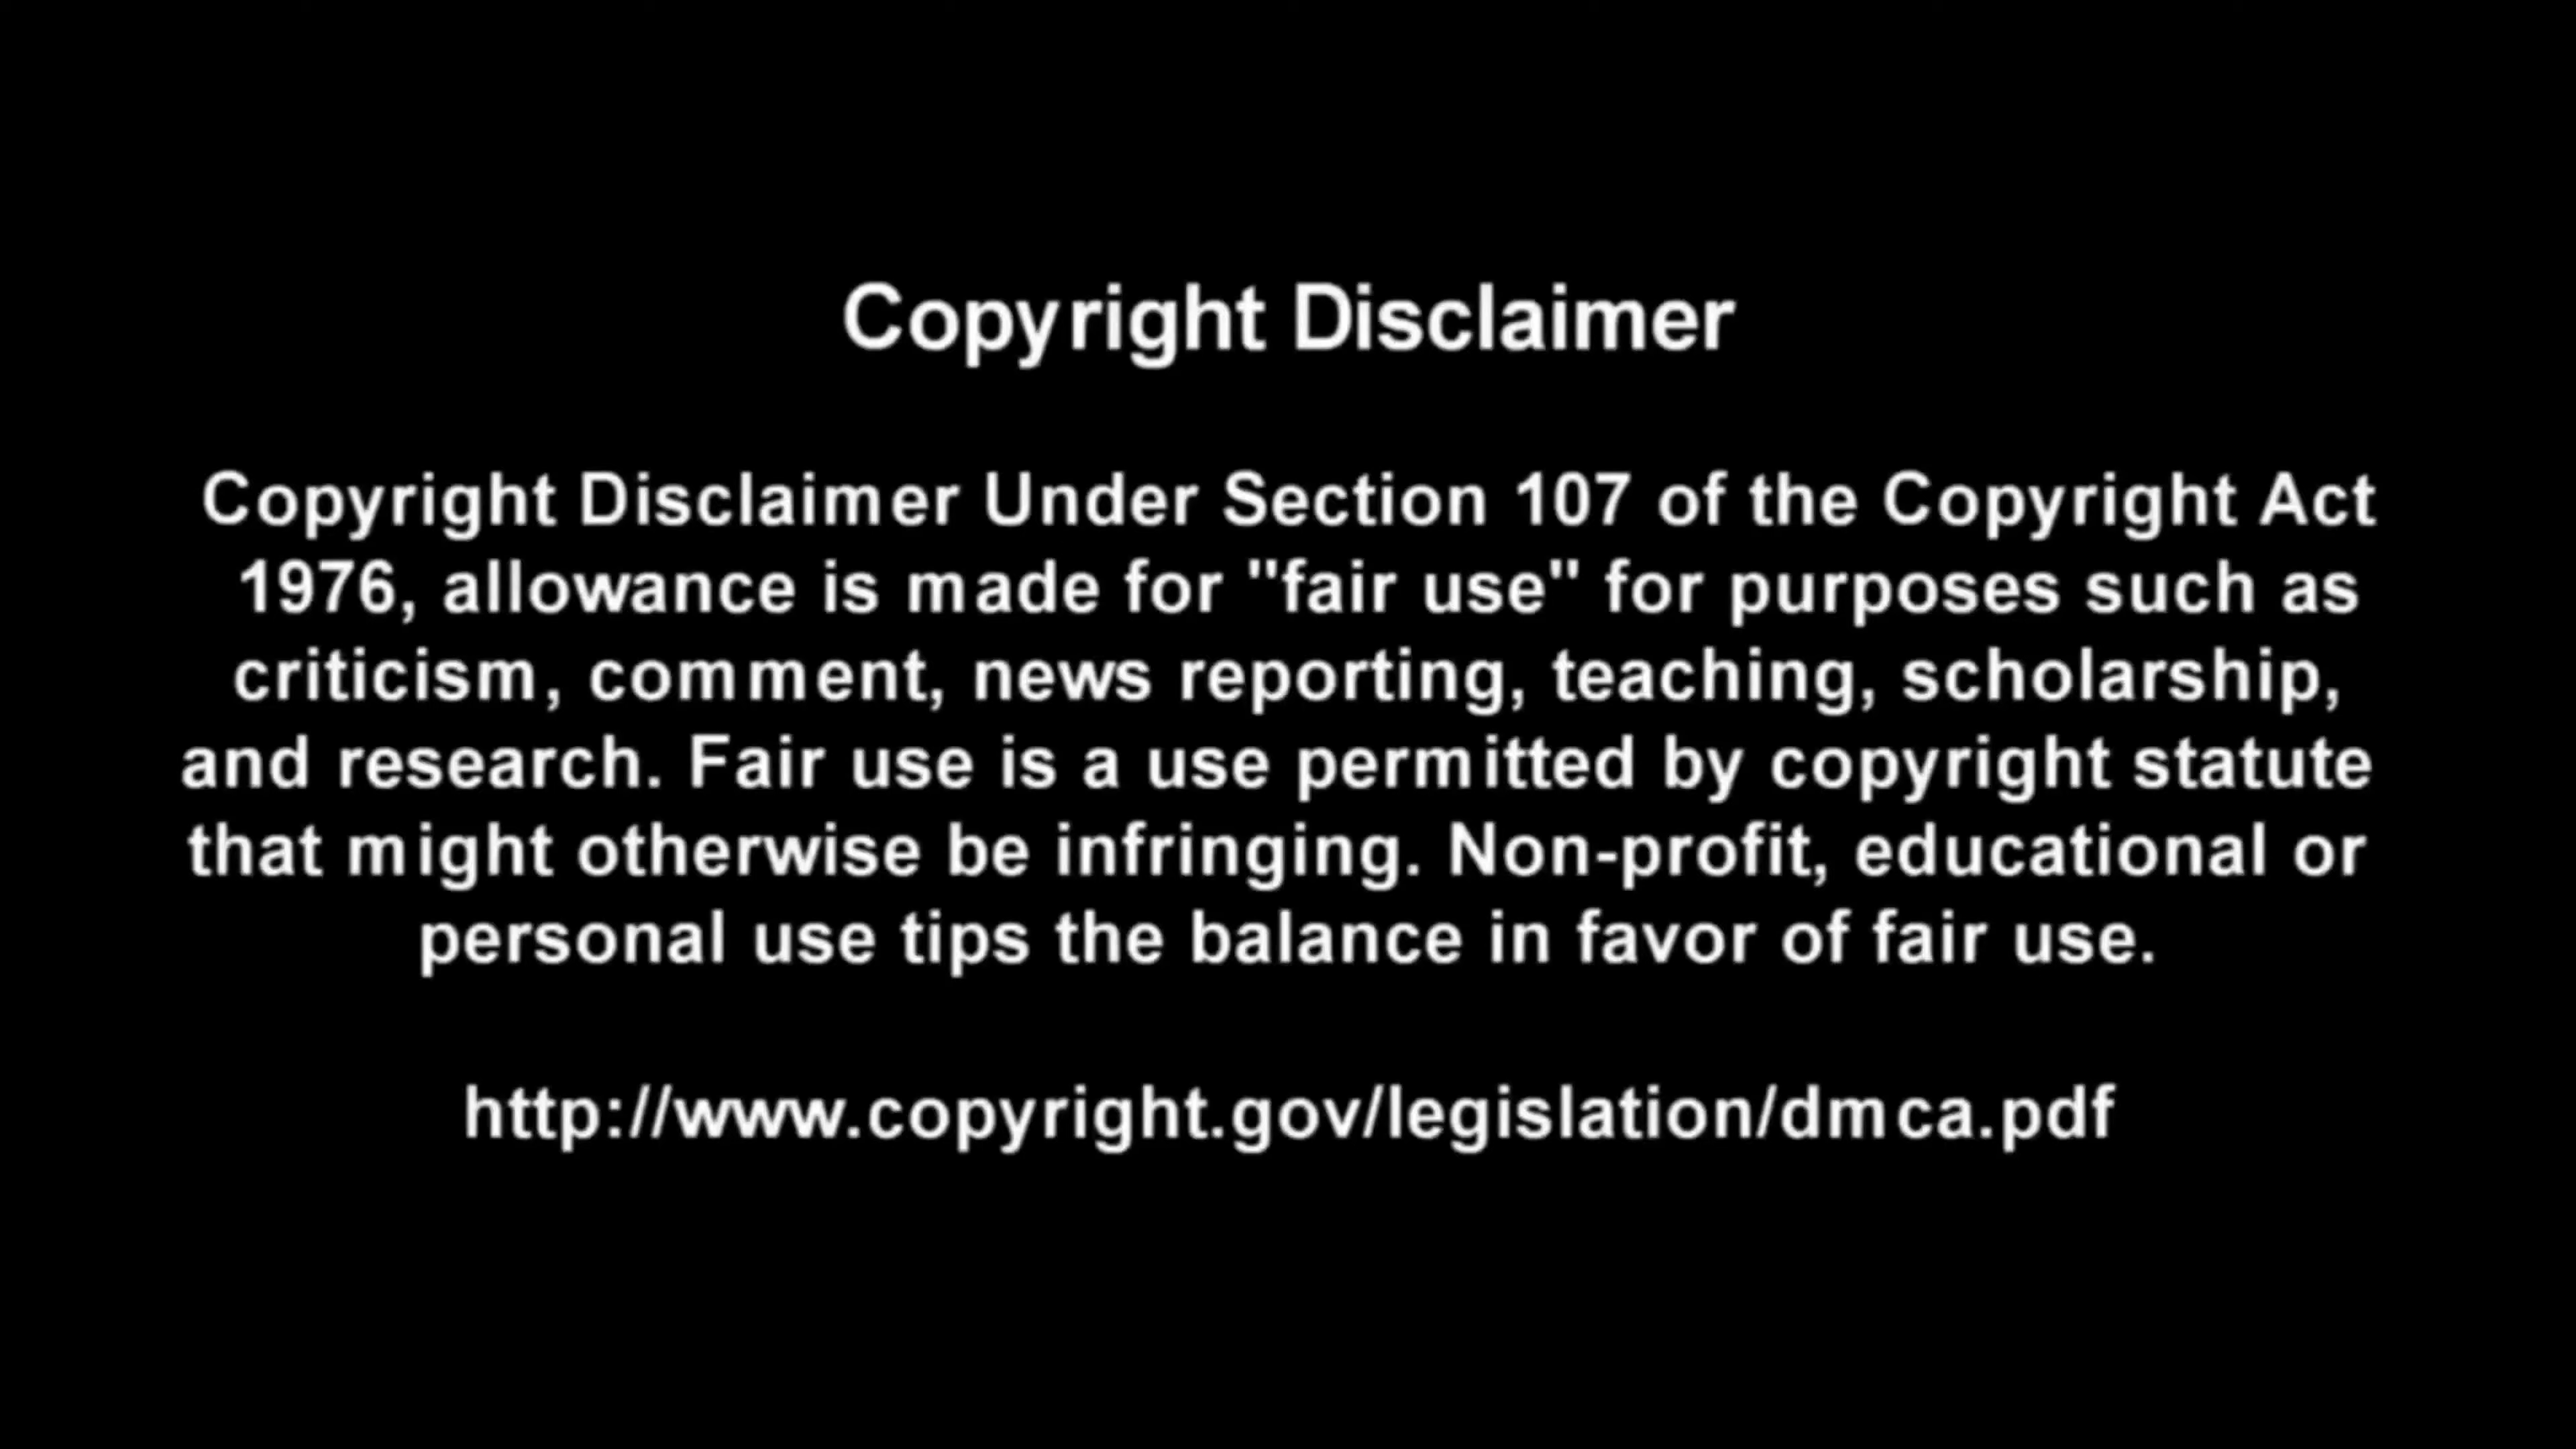 Copyright Disclaimer
Copyright Disclaimer Under Section 107 of the Copyright Act
1976, allowance is made for "fair use" for purposes such as
criticism, comment, news reporting, teaching, scholarship,
and research. Fair use is a use permitted by copyright statute
that might otherwise be infringing. Non-profit, educational or
personal use tips the balance in favor of fair use.
http://www.copyright.gov/legislation/dmca.pdf